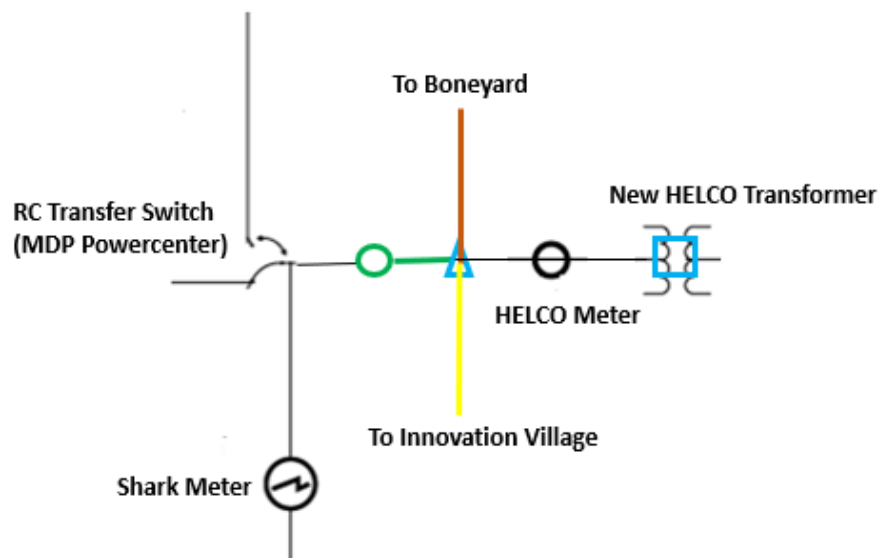 To Boneyard
New HELCO Transformer
RC Transfer Switch
(MDP Powercenter)
HELCO Meter
To Innovation Village
Shark Meter